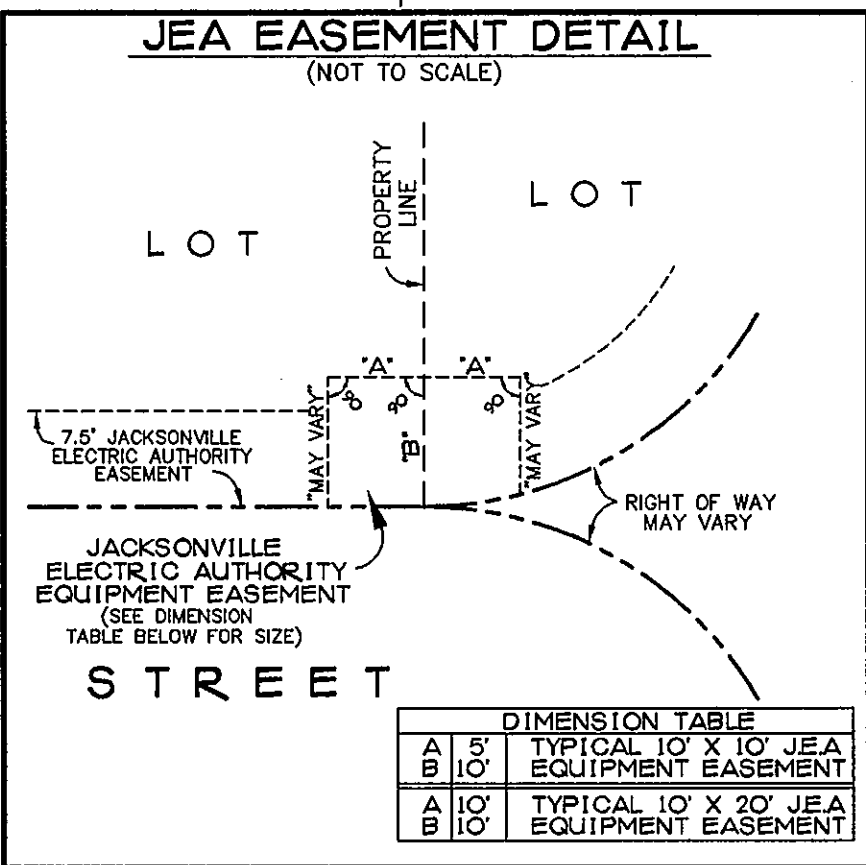 JEA EASEMENT DETAIL
(NOT TO SCALE)
PROPERTY
LINE
LOT
LOT
"A"
"A"
90
90
90
"MAY VARY"
"B"
"MAY VARY"
7.5' JACKSONVILLE
ELECTRIC AUTHORITY
EASEMENT
RIGHT OF WAY
MAY VARY
JACKSONVILLE
ELECTRIC AUTHORITY
EQUIPMENT EASEMENT
(SEE DIMENSION
TABLE BELOW FOR SIZE)
STREET
DIMENSION TABLE
A 5' TYPICAL 10' X 10' J.E.A
B 10' EQUIPMENT EASEMENT
A 10' TYPICAL 10' X 20' J.E.A
B 10' EQUIPMENT EASEMENT